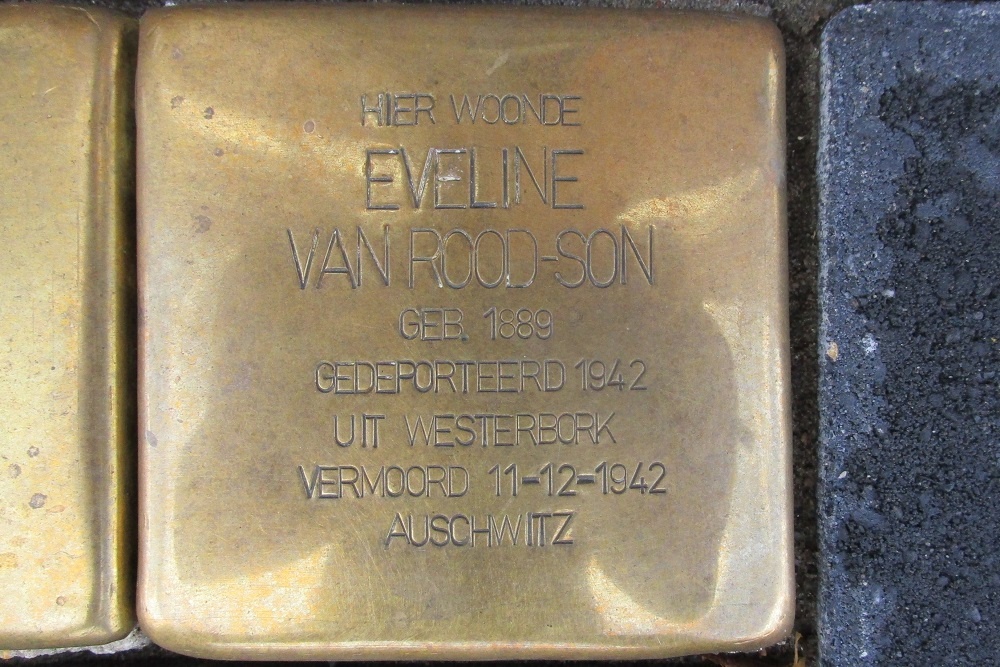 HIER WOONDE
EVELINE
VAN ROOD-SON
GEB. 1889
GEDEPORTEERD 1942
UIT WESTERBORK
VERMOORD 11-12-1942
AUSCHWITZ